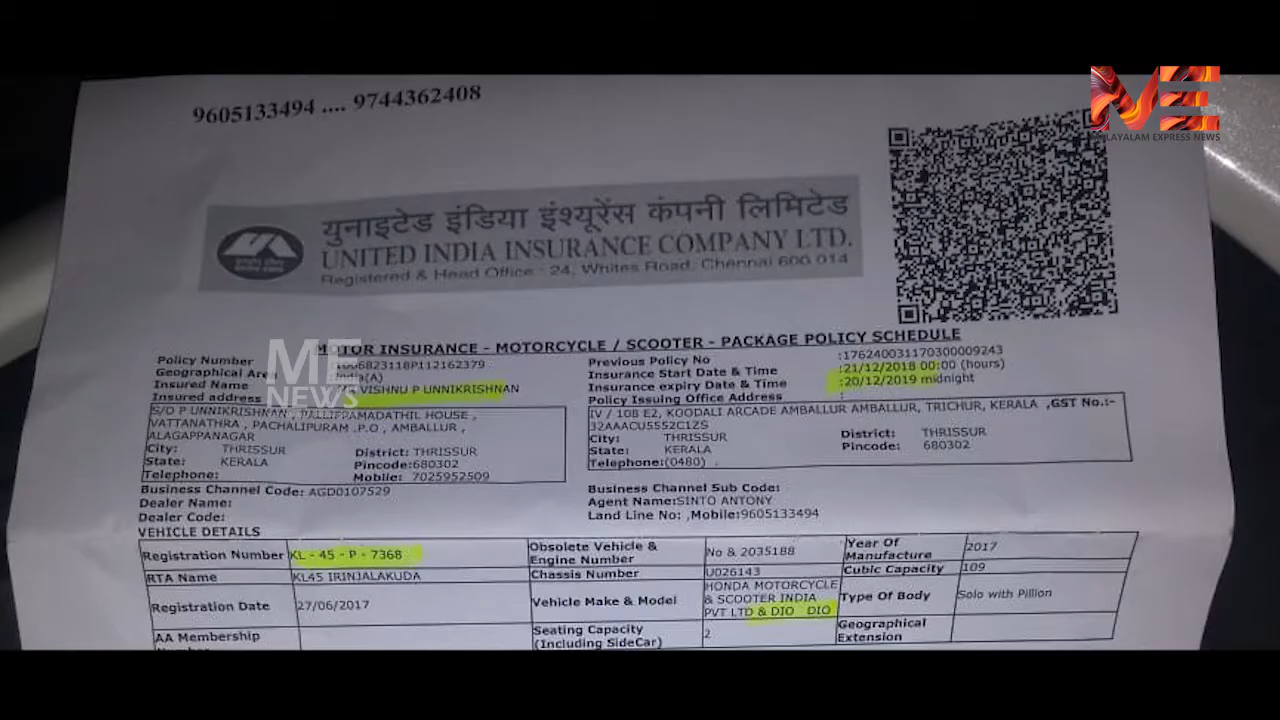 9605133494 .... 9744362408
ME
MALAYALAM EXPRESS NEWS
युनाइटेड इंडिया इंश्यूरेंस कंपनी लिमिटेड
UNITED INDIA INSURANCE COMPANY LTD.
Registered & Head Office : 24, Whites Road, Chennai 600 014
MOTOR INSURANCE - MOTORCYCLE / SCOOTER - PACKAGE POLICY SCHEDULE
Policy Number 1006823118P112162379
Geographical Area India(A)
Insured Name VISHNU P UNNIKRISHNAN
Insured address
ME
NEWS
S/O P UNNIKRISHNAN , PALLIPRAMADATHIL HOUSE ,
VATTANATHRA , PACHALIPURAM .P.O , AMBALLUR ,
ALAGAPPANAGAR
City: THRISSUR District: THRISSUR
State: KERALA Pincode:680302
Telephone: Mobile: 7025952509
Previous Policy No :1762400311703000​09243
Insurance Start Date & Time :21/12/2018 00:00 (hours)
Insurance expiry Date & Time :20/12/2019 midnight
Policy Issuing Office Address :
IV / 108 E2, KOODALI ARCADE AMBALLUR AMBALLUR, TRICHUR, KERALA ,GST No.:-
32AAACU5552C1ZS
City: THRISSUR District: THRISSUR
State: KERALA Pincode: 680302
Telephone:(0480) .
Business Channel Code: AGD0107529
Dealer Name:
Dealer Code:
Business Channel Sub Code:
Agent Name:SINTO ANTONY
Land Line No: ,Mobile:9605133494
VEHICLE DETAILS
Registration Number KL - 45 - P - 7368 Obsolete Vehicle & Engine Number No & 2035188 Year Of Manufacture 2017
RTA Name KL45 IRINJALAKUDA Chassis Number U026143 Cubic Capacity 109
Registration Date 27/06/2017 Vehicle Make & Model HONDA MOTORCYCLE & SCOOTER INDIA PVT LTD & DIO DIO Type Of Body Solo with Pillion
AA Membership Number Seating Capacity (Including SideCar) 2 Geographical Extension